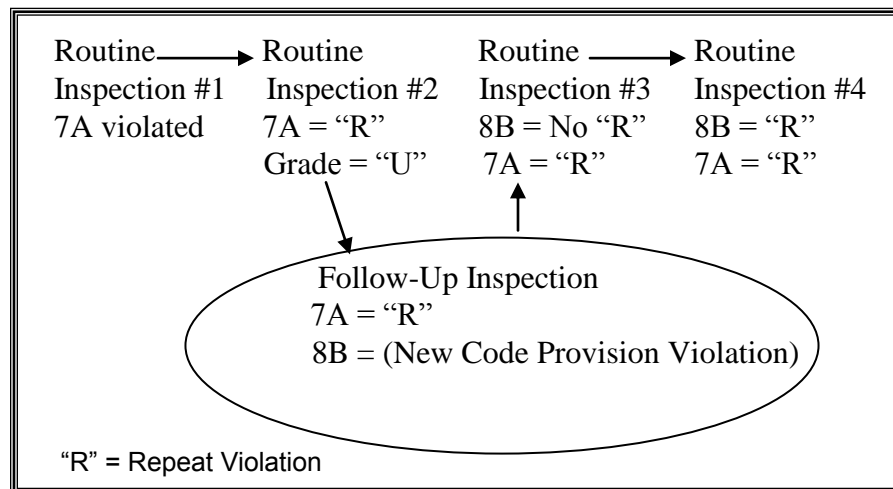 Routine
Inspection #1
7A violated
Routine
Inspection #2
7A = “R”
Grade = “U”
Follow-Up Inspection
7A = “R”
8B = (New Code Provision Violation)
Routine
Inspection #3
8B = No “R”
7A = “R”
Routine
Inspection #4
8B = “R”
7A = “R”
“R” = Repeat Violation